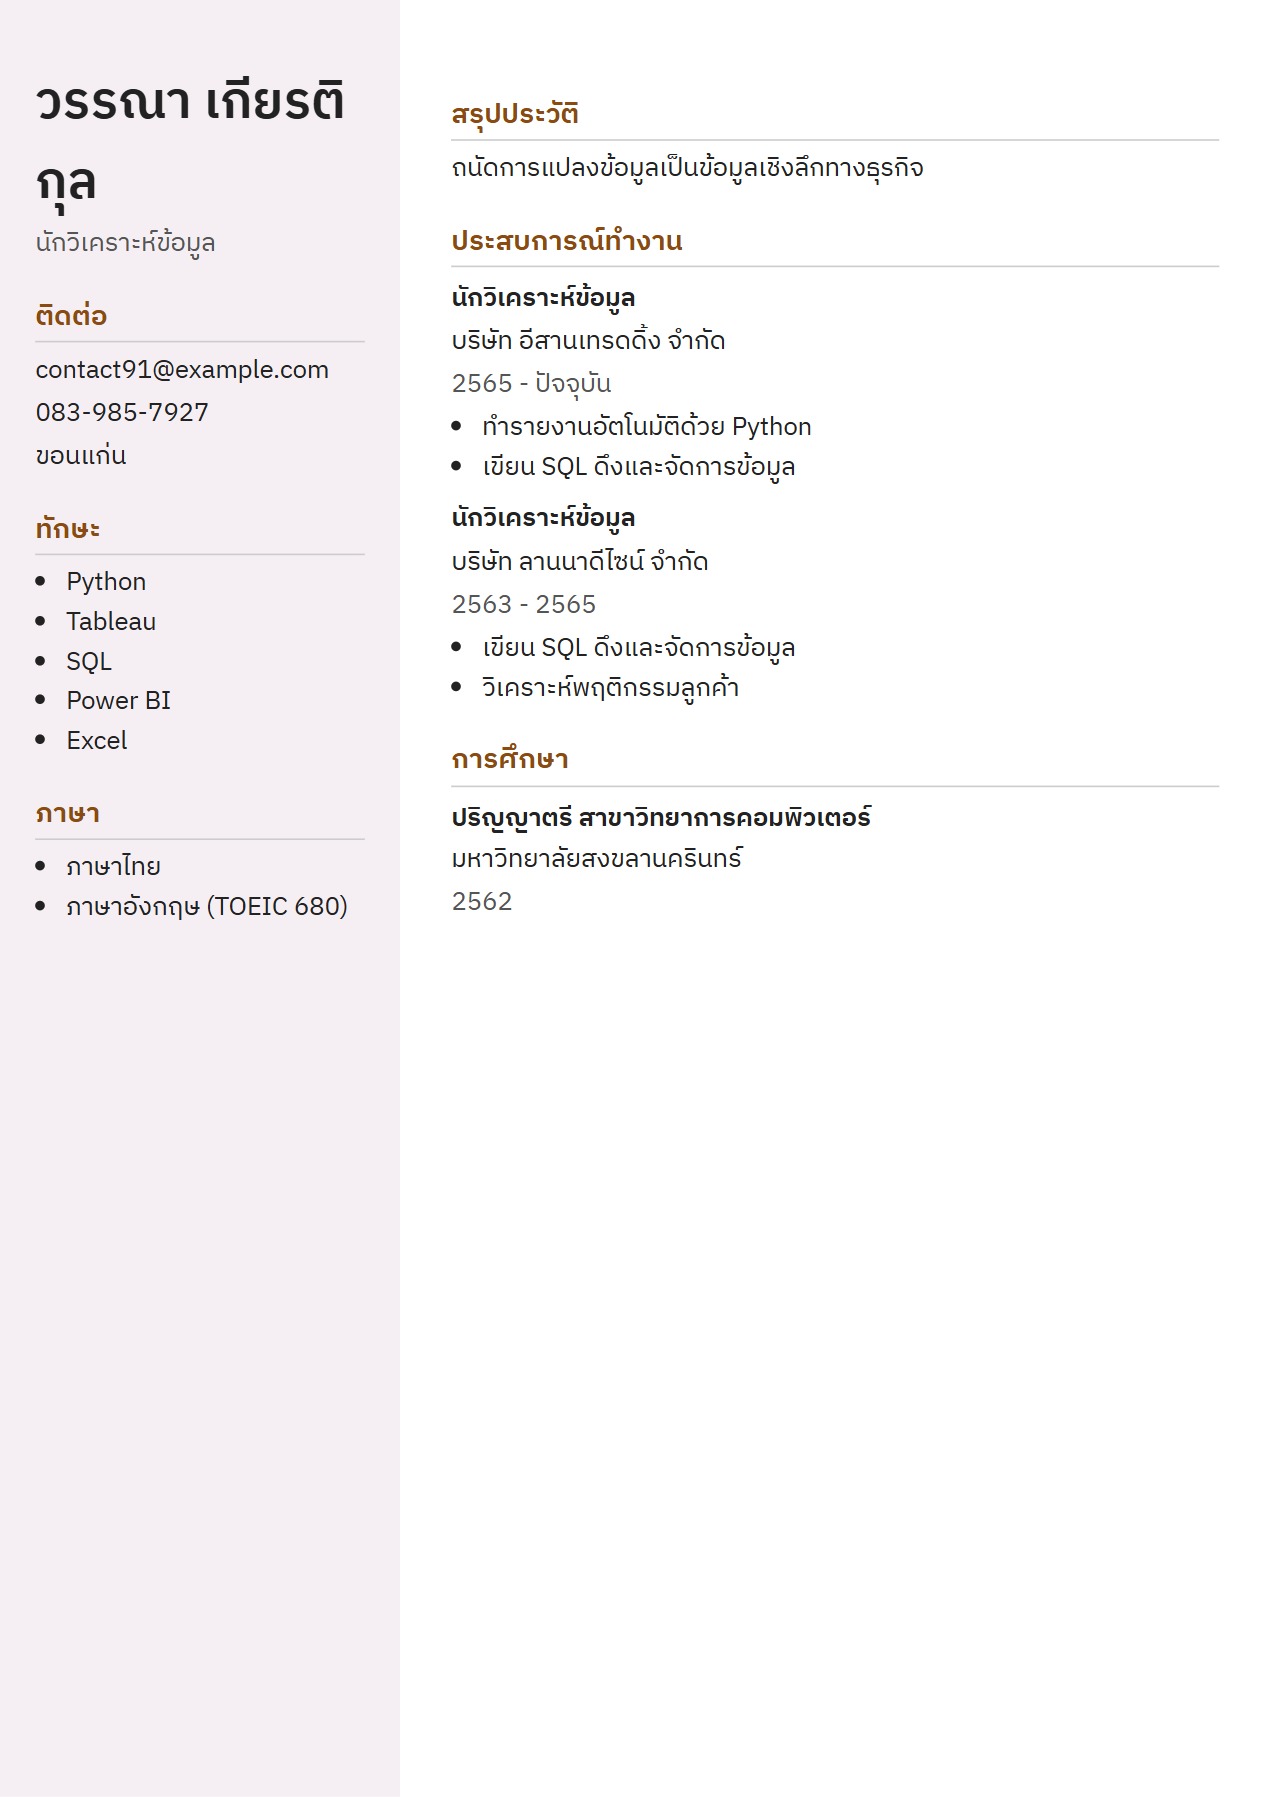 วรรณา เกียรติ
กุล
นักวิเคราะห์ข้อมูล
ติดต่อ
contact91@example.com
083-985-7927
ขอนแก่น
ทักษะ
Python
Tableau
SQL
Power BI
Excel
ภาษา
ภาษาไทย
ภาษาอังกฤษ (TOEIC 680)
สรุปประวัติ
ถนัดการแปลงข้อมูลเป็นข้อมูลเชิงลึกทางธุรกิจ
ประสบการณ์ทำงาน
นักวิเคราะห์ข้อมูล
บริษัท อีสานเทรดดิ้ง จำกัด
2565 - ปัจจุบัน
ทำรายงานอัตโนมัติด้วย Python
เขียน SQL ดึงและจัดการข้อมูล
นักวิเคราะห์ข้อมูล
บริษัท ลานนาดีไซน์ จำกัด
2563 - 2565
เขียน SQL ดึงและจัดการข้อมูล
วิเคราะห์พฤติกรรมลูกค้า
การศึกษา
ปริญญาตรี สาขาวิทยาการคอมพิวเตอร์
มหาวิทยาลัยสงขลานครินทร์
2562